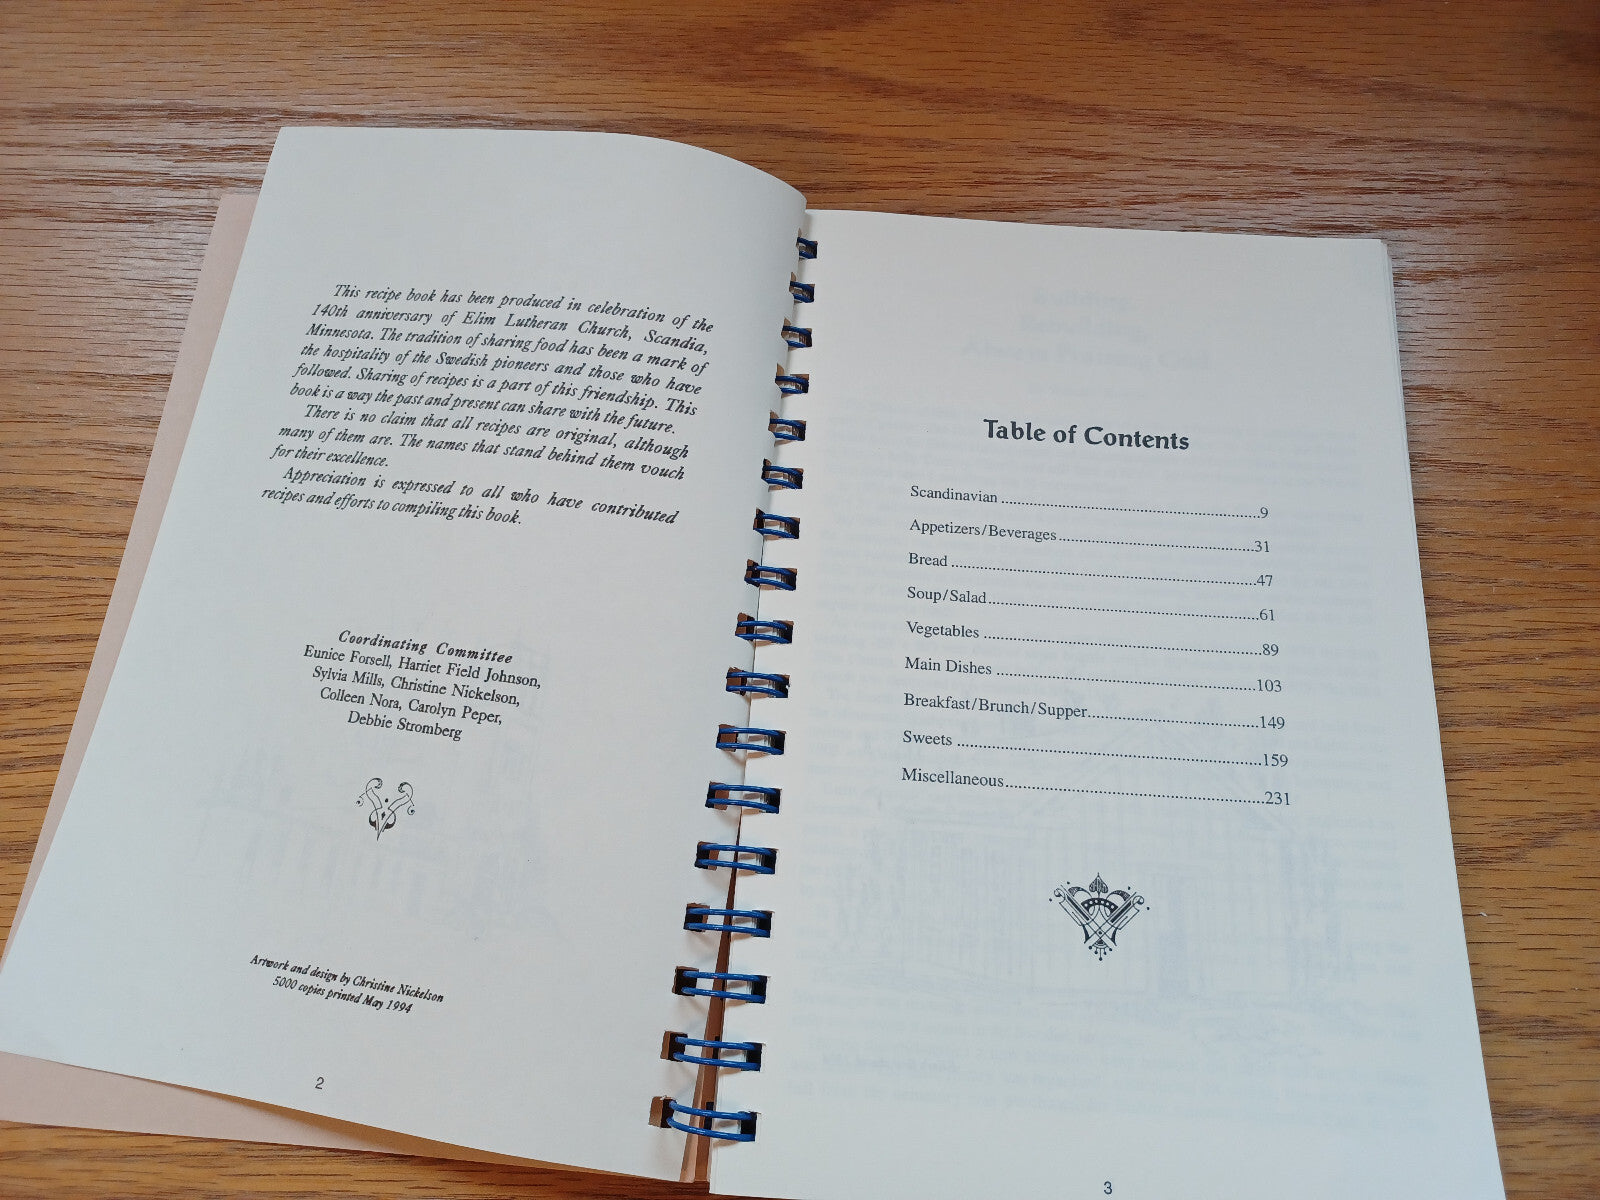 This recipe book has been produced in celebration of the
140th anniversary of Elim Lutheran Church, Scandia,
Minnesota. The tradition of sharing food has been a mark of
the hospitality of the Swedish pioneers and those who have
followed. Sharing of recipes is a part of this friendship. This
book is a way the past and present can share with the future.
There is no claim that all recipes are original, although
many of them are. The names that stand behind them vouch
for their excellence.
Appreciation is expressed to all who have contributed
recipes and efforts to compiling this book.
Coordinating Committee
Eunice Forsell, Harriet Field Johnson,
Sylvia Mills, Christine Nickelson,
Colleen Nora, Carolyn Peper,
Debbie Stromberg
Artwork and design by Christine Nickelson
5000 copies printed May 1994
2
Table of Contents
Scandinavian ..........................................................9
Appetizers/Beverages...........................................31
Bread .....................................................................47
Soup/Salad............................................................61
Vegetables .............................................................89
Main Dishes ..........................................................103
Breakfast/Brunch/Supper......................................149
Sweets ...................................................................159
Miscellaneous.........................................................231
3